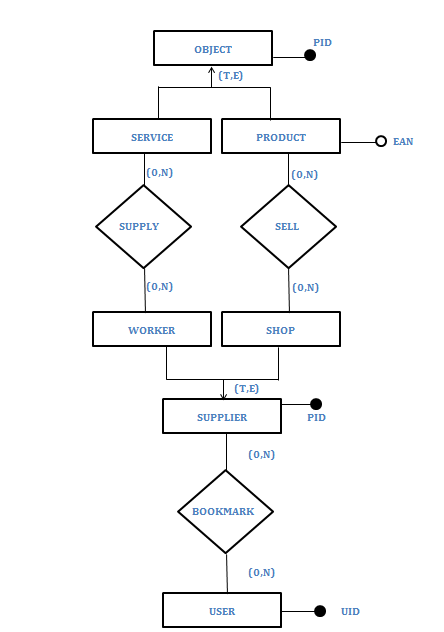 PID
OBJECT
(T,E)
SERVICE
PRODUCT
EAN
(0,N)
(0,N)
SUPPLY
SELL
(0,N)
(0,N)
WORKER
SHOP
(T,E)
SUPPLIER
PID
(0,N)
BOOKMARK
(0,N)
USER
UID